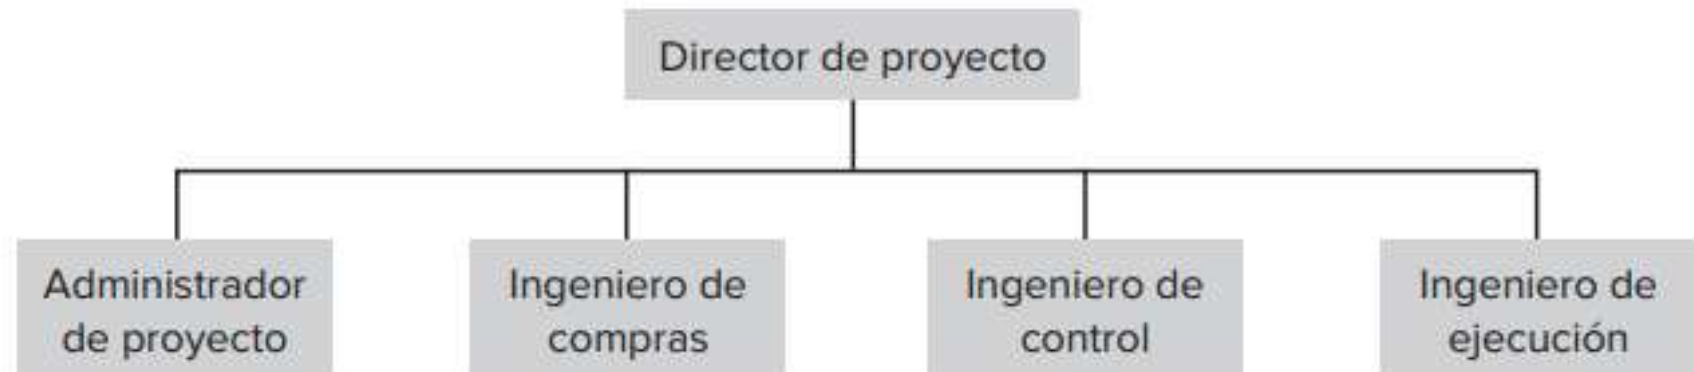 Director de proyecto
Administrador
de proyecto
Ingeniero de
compras
Ingeniero de
control
Ingeniero de
ejecución